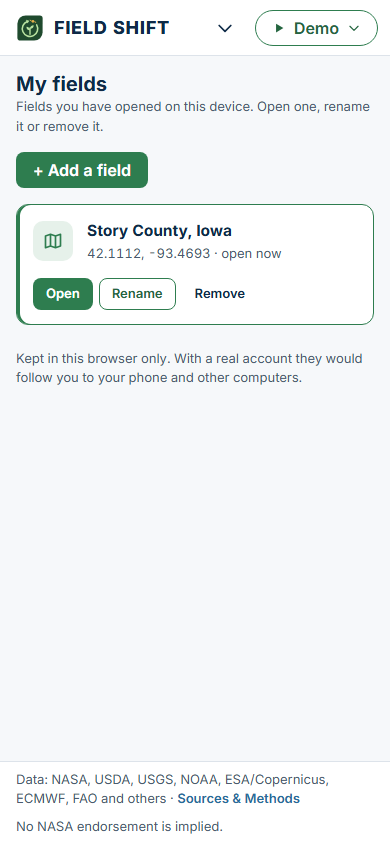 FIELD SHIFT
Demo
My fields
Fields you have opened on this device. Open one, rename
it or remove it.
+ Add a field
Story County, Iowa
42.1112, -93.4693 · open now
Open
Rename
Remove
Kept in this browser only. With a real account they would
follow you to your phone and other computers.
Data: NASA, USDA, USGS, NOAA, ESA/Copernicus,
ECMWF, FAO and others · Sources & Methods
No NASA endorsement is implied.